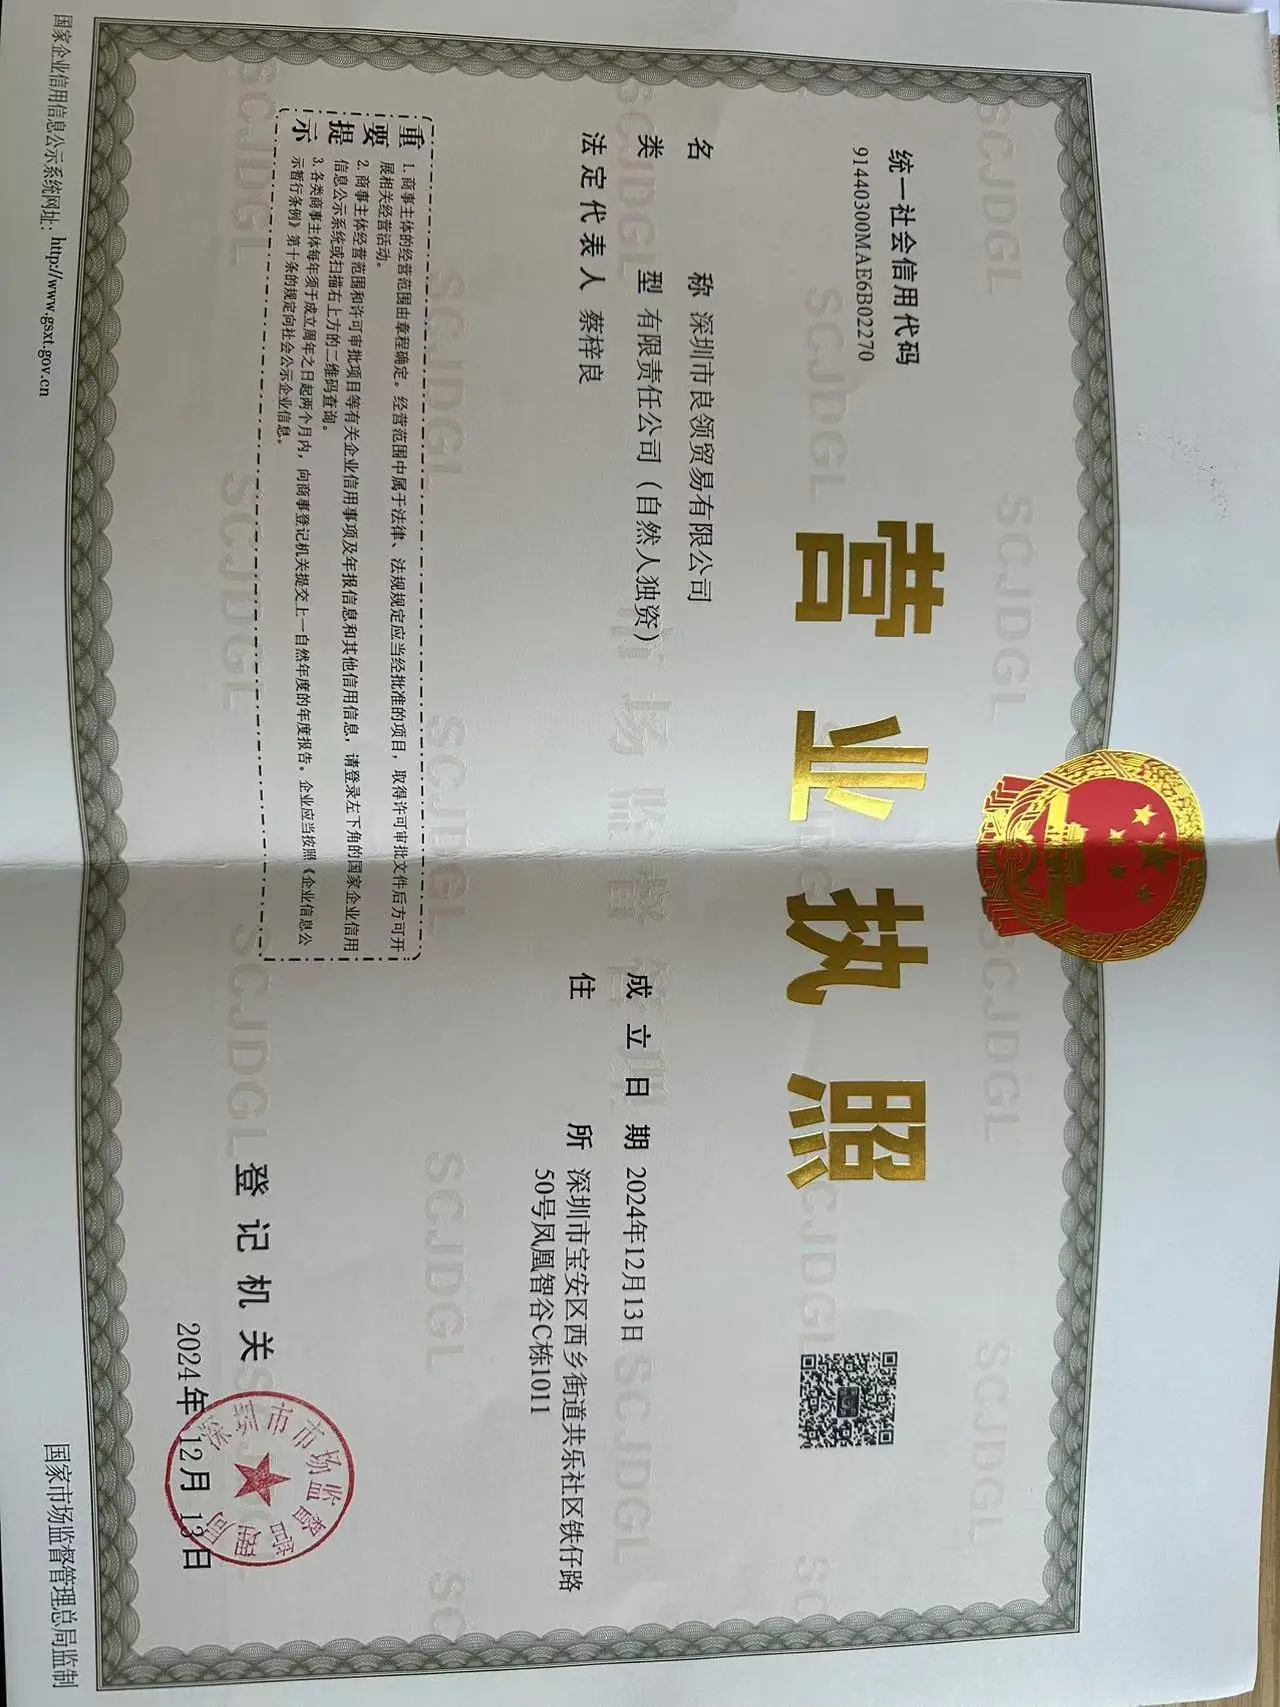 营业执照
统一社会信用代码
91440300MAE6B02270
名称 深圳市良领贸易有限公司
类型 有限责任公司（自然人独资）
法定代表人 蔡梓良
成立日期 2024年12月13日
住所 深圳市宝安区西乡街道共乐社区铁仔路
50号凤凰智谷C栋1011
重要提示
1. 商事主体的经营范围由章程确定。经营范围中属于法律、法规规定应当经批准的项目，取得许可审批文件后方可开
展相关经营活动。
2. 商事主体经营范围和许可审批项目等有关企业信用事项及年报信息和其他信用信息，请登录左下角的国家企业信用
信息公示系统或扫描右上方的二维码查询。
3. 各类商事主体每年须于成立周年之日起两个月内，向商事登记机关提交上一自然年度的年度报告。企业应当按照《企业信息公
示暂行条例》第十条的规定向社会公示企业信息。
登记机关
深圳市市场监督管理局
2024年12月13日
国家企业信用信息公示系统网址：http://www.gsxt.gov.cn
国家市场监督管理总局监制
SCJDGL
市场监督管理